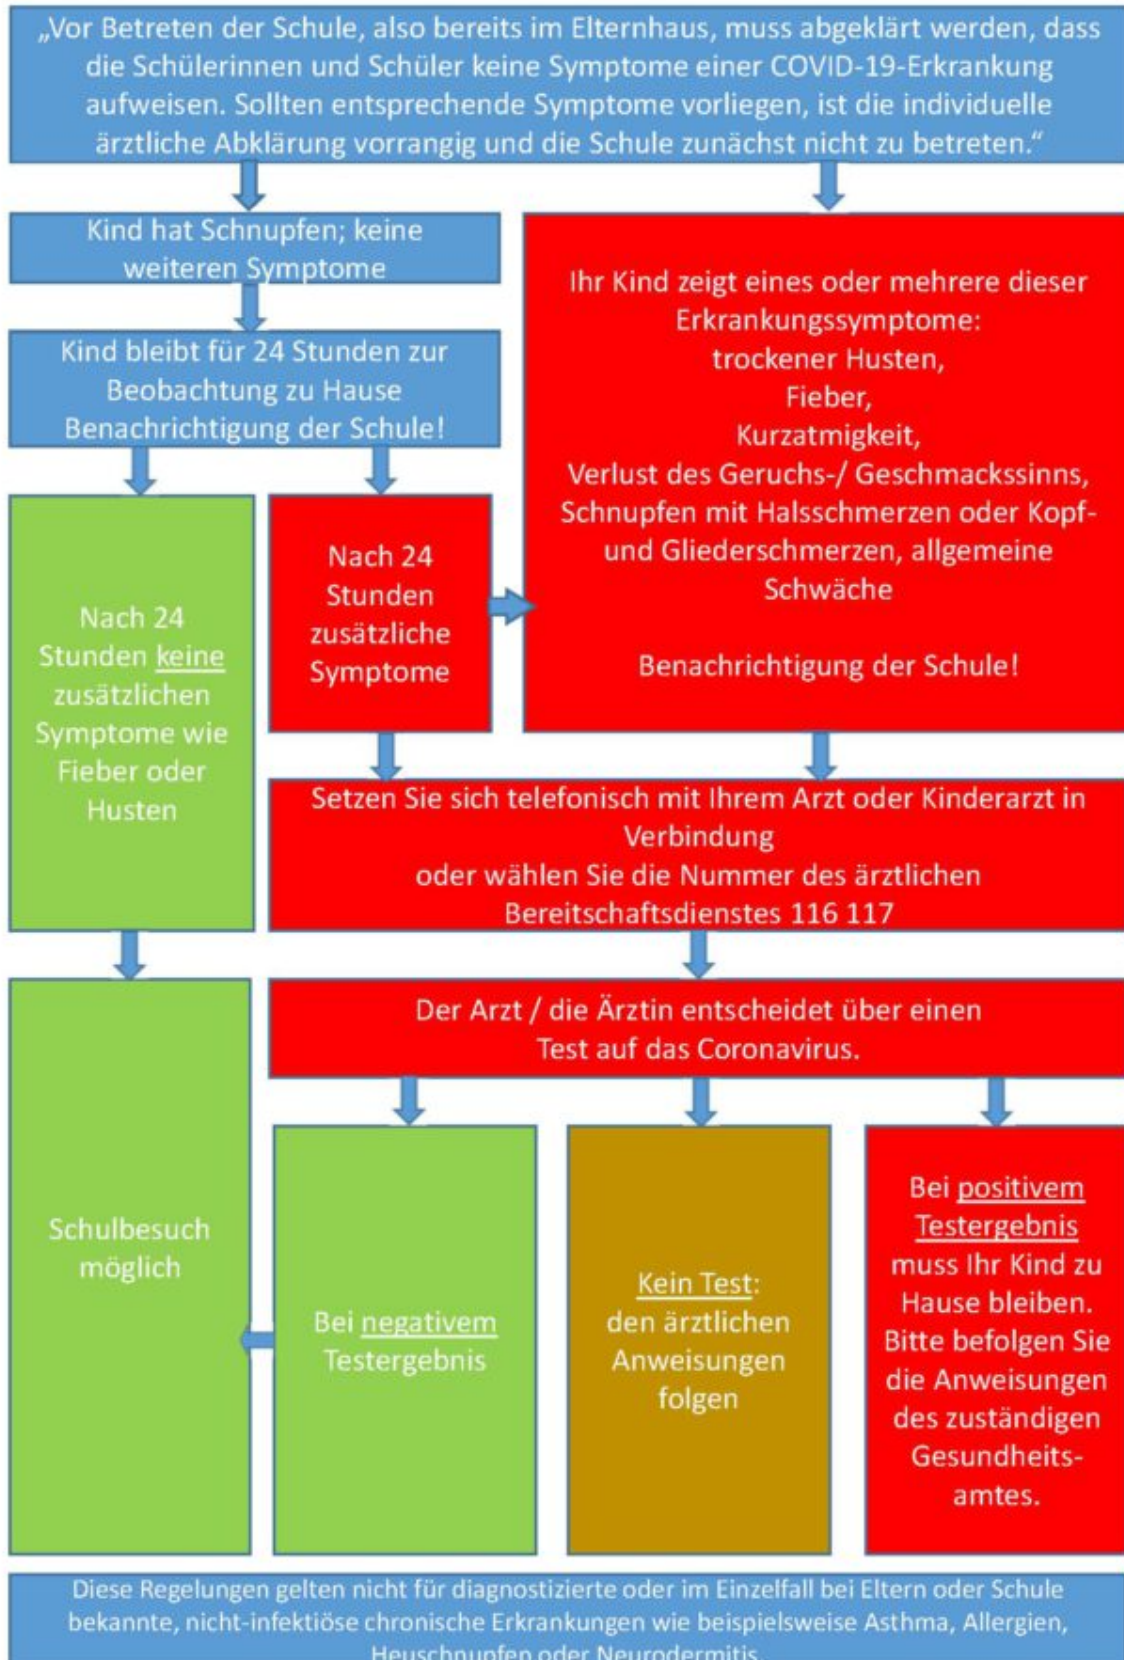 „Vor Betreten der Schule, also bereits im Elternhaus, muss abgeklärt werden, dass
die Schülerinnen und Schüler keine Symptome einer COVID-19-Erkrankung
aufweisen. Sollten entsprechende Symptome vorliegen, ist die individuelle
ärztliche Abklärung vorrangig und die Schule zunächst nicht zu betreten.“
Kind hat Schnupfen; keine
weiteren Symptome
Kind bleibt für 24 Stunden zur
Beobachtung zu Hause
Benachrichtigung der Schule!
Ihr Kind zeigt eines oder mehrere dieser
Erkrankungssymptome:
trockener Husten,
Fieber,
Kurzatmigkeit,
Verlust des Geruchs-/ Geschmackssinns,
Schnupfen mit Halsschmerzen oder Kopf-
und Gliederschmerzen, allgemeine
Schwäche
Benachrichtigung der Schule!
Nach 24
Stunden keine
zusätzlichen
Symptome wie
Fieber oder
Husten
Nach 24
Stunden
zusätzliche
Symptome
Setzen Sie sich telefonisch mit Ihrem Arzt oder Kinderarzt in
Verbindung
oder wählen Sie die Nummer des ärztlichen
Bereitschaftsdienstes 116 117
Der Arzt / die Ärztin entscheidet über einen
Test auf das Coronavirus.
Schulbesuch
möglich
Bei negativem
Testergebnis
Kein Test:
den ärztlichen
Anweisungen
folgen
Bei positivem
Testergebnis
muss Ihr Kind zu
Hause bleiben.
Bitte befolgen Sie
die Anweisungen
des zuständigen
Gesundheits-
amtes.
Diese Regelungen gelten nicht für diagnostizierte oder im Einzelfall bei Eltern oder Schule
bekannte, nicht-infektiöse chronische Erkrankungen wie beispielsweise Asthma, Allergien,
Heuschnupfen oder Neurodermitis